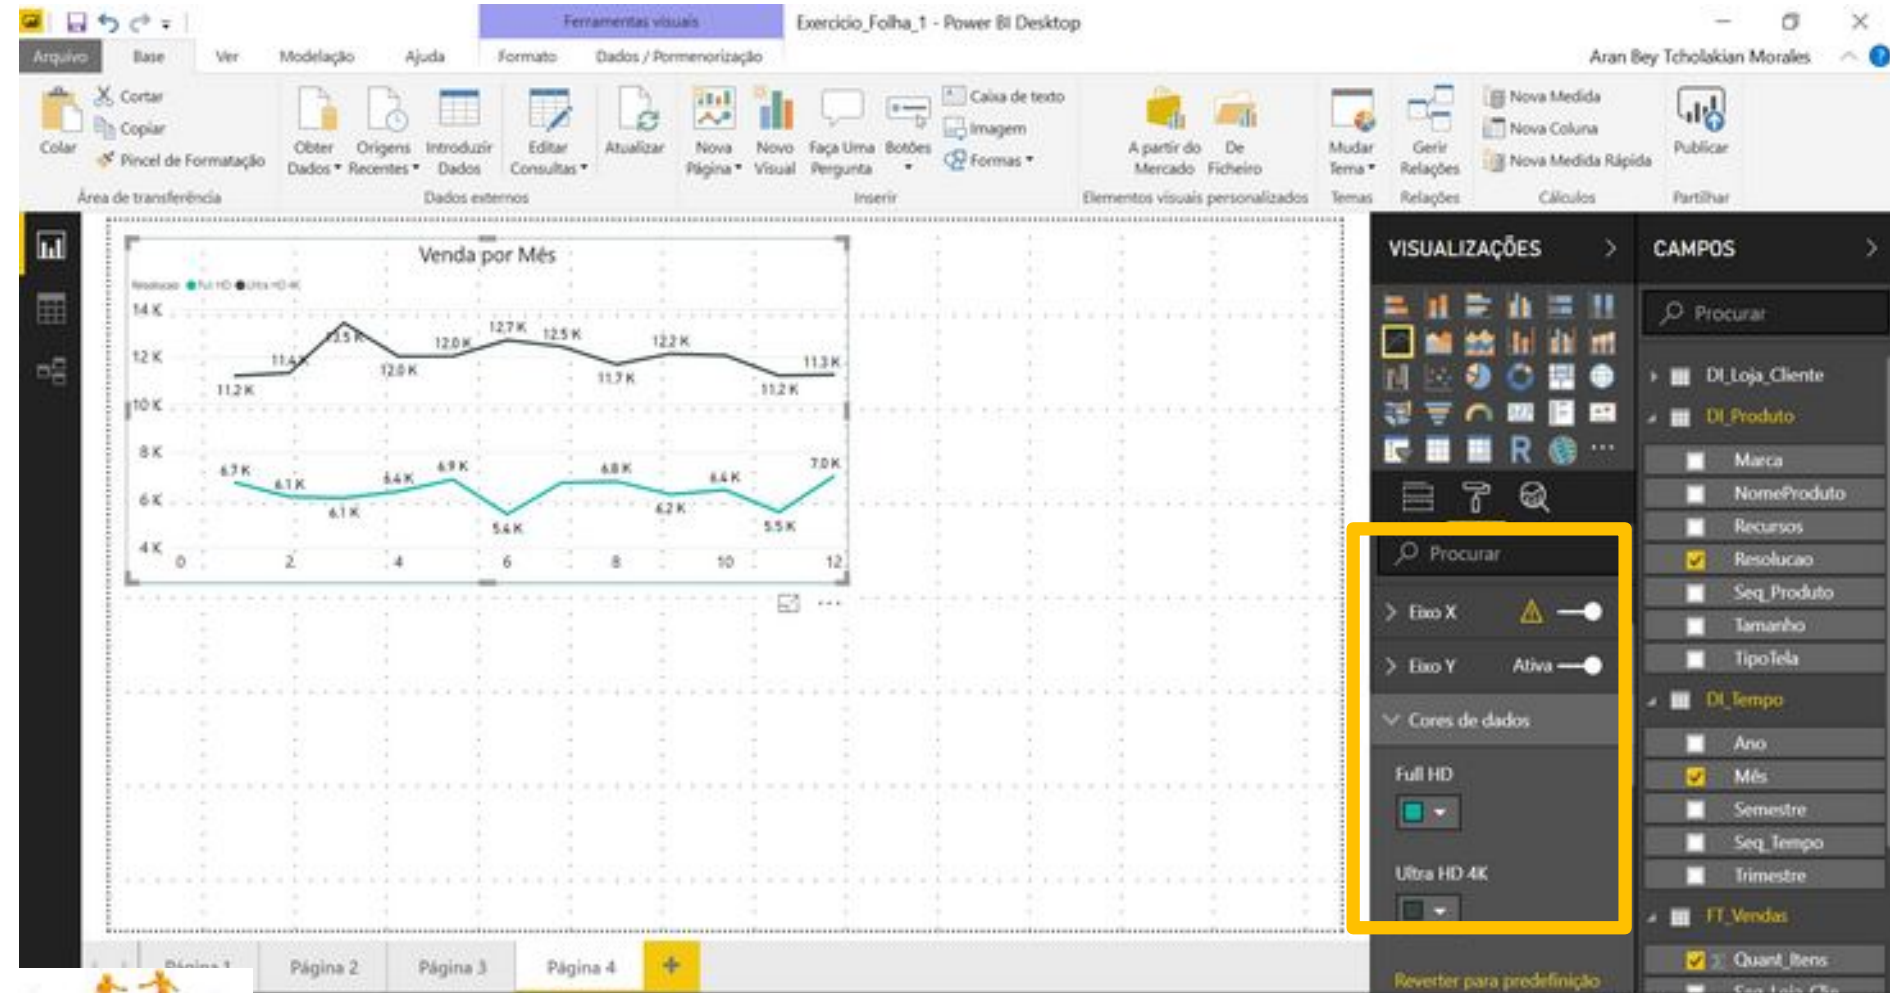 Ferramentas visuais
Exercicio_Folha_1 - Power BI Desktop
Arquivo Base Ver Modelação Ajuda Formato Dados / Pormenorização
Aran Bey Tcholakian Morales
Colar
Cortar
Copiar
Pincel de Formatação
Obter Dados
Origens Recentes
Introduzir Dados
Editar Consultas
Atualizar
Nova Página
Novo Visual
Faça Uma Pergunta
Botões
Caixa de texto
Imagem
Formas
A partir do Mercado
De Ficheiro
Mudar Tema
Gerir Relações
Nova Medida
Nova Coluna
Nova Medida Rápida
Publicar
Área de transferência
Dados externos
Inserir
Elementos visuais personalizados
Temas
Relações
Cálculos
Partilhar
Venda por Mês
Resolucao Full HD Ultra HD 4K
14 K
12 K
10 K
8 K
6 K
4 K
11.2 K
11.4 K
12.0 K
12.0 K
12.7 K
12.5 K
11.7 K
12.2 K
11.2 K
11.3 K
6.7 K
6.1 K
6.1 K
6.4 K
6.9 K
5.4 K
6.8 K
6.2 K
6.4 K
5.5 K
7.0 K
0 2 4 6 8 10 12
VISUALIZAÇÕES
R
Procurar
Eixo X
Eixo Y Ativa
Cores de dados
Full HD
Ultra HD 4K
Reverter para predefinição
CAMPOS
Procurar
DI_Loja_Cliente
DI_Produto
Marca
NomeProduto
Recursos
Resolucao
Seq_Produto
Tamanho
TipoTela
DI_Tempo
Ano
Mês
Semestre
Seq_Tempo
Trimestre
FT_Vendas
Σ Quant_Itens
Página 1 Página 2 Página 3 Página 4